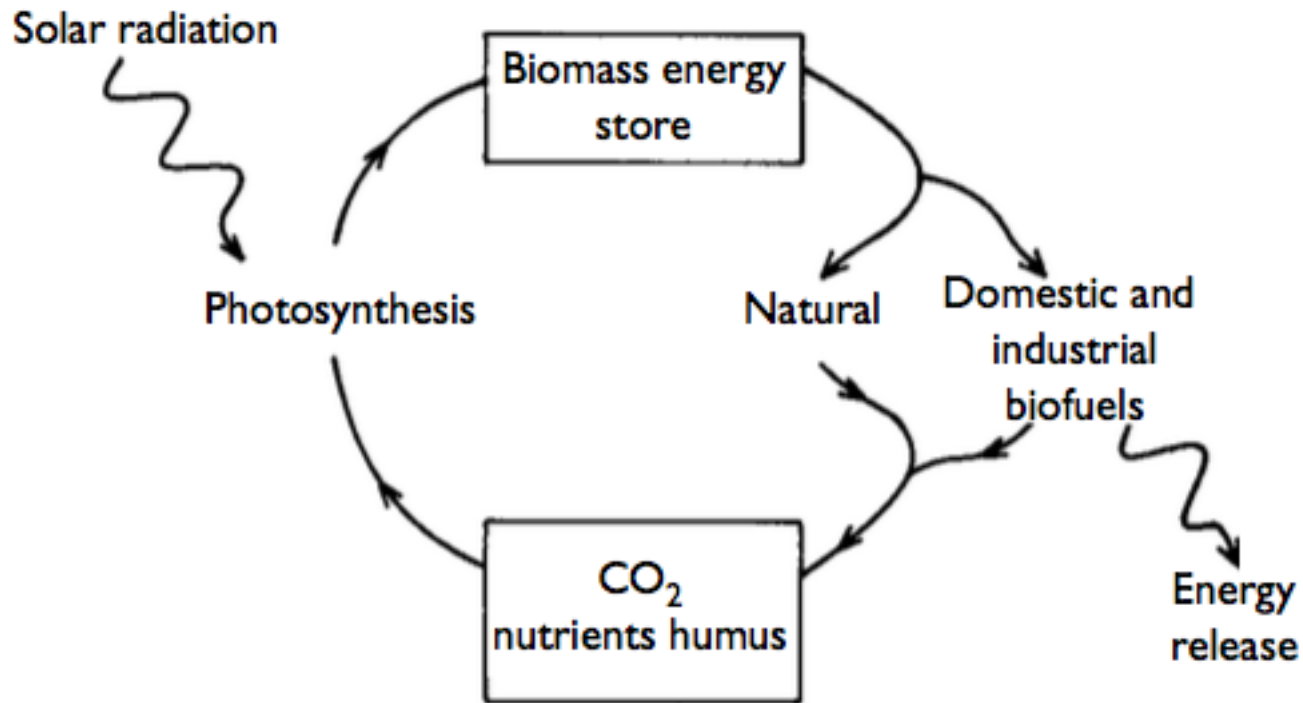 Solar radiation
Biomass energy
store
Photosynthesis
Natural
Domestic and
industrial
biofuels
CO₂
nutrients humus
Energy
release